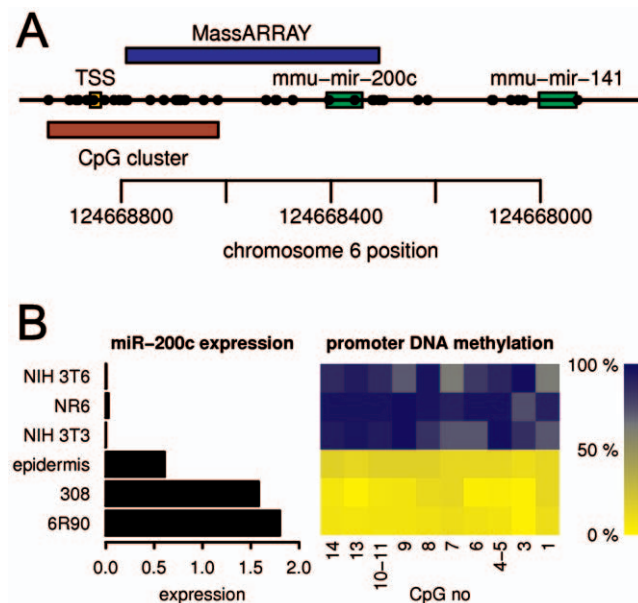 A
MassARRAY
TSS
mmu-mir-200c
mmu-mir-141
CpG cluster
124668800
124668400
124668000
chromosome 6 position
B
miR-200c expression
promoter DNA methylation
NIH 3T6
NR6
NIH 3T3
epidermis
308
6R90
100 %
50 %
0 %
0.0 0.5 1.0 1.5 2.0
expression
14 13 10-11 9 8 7 6 4-5 3 1
CpG no